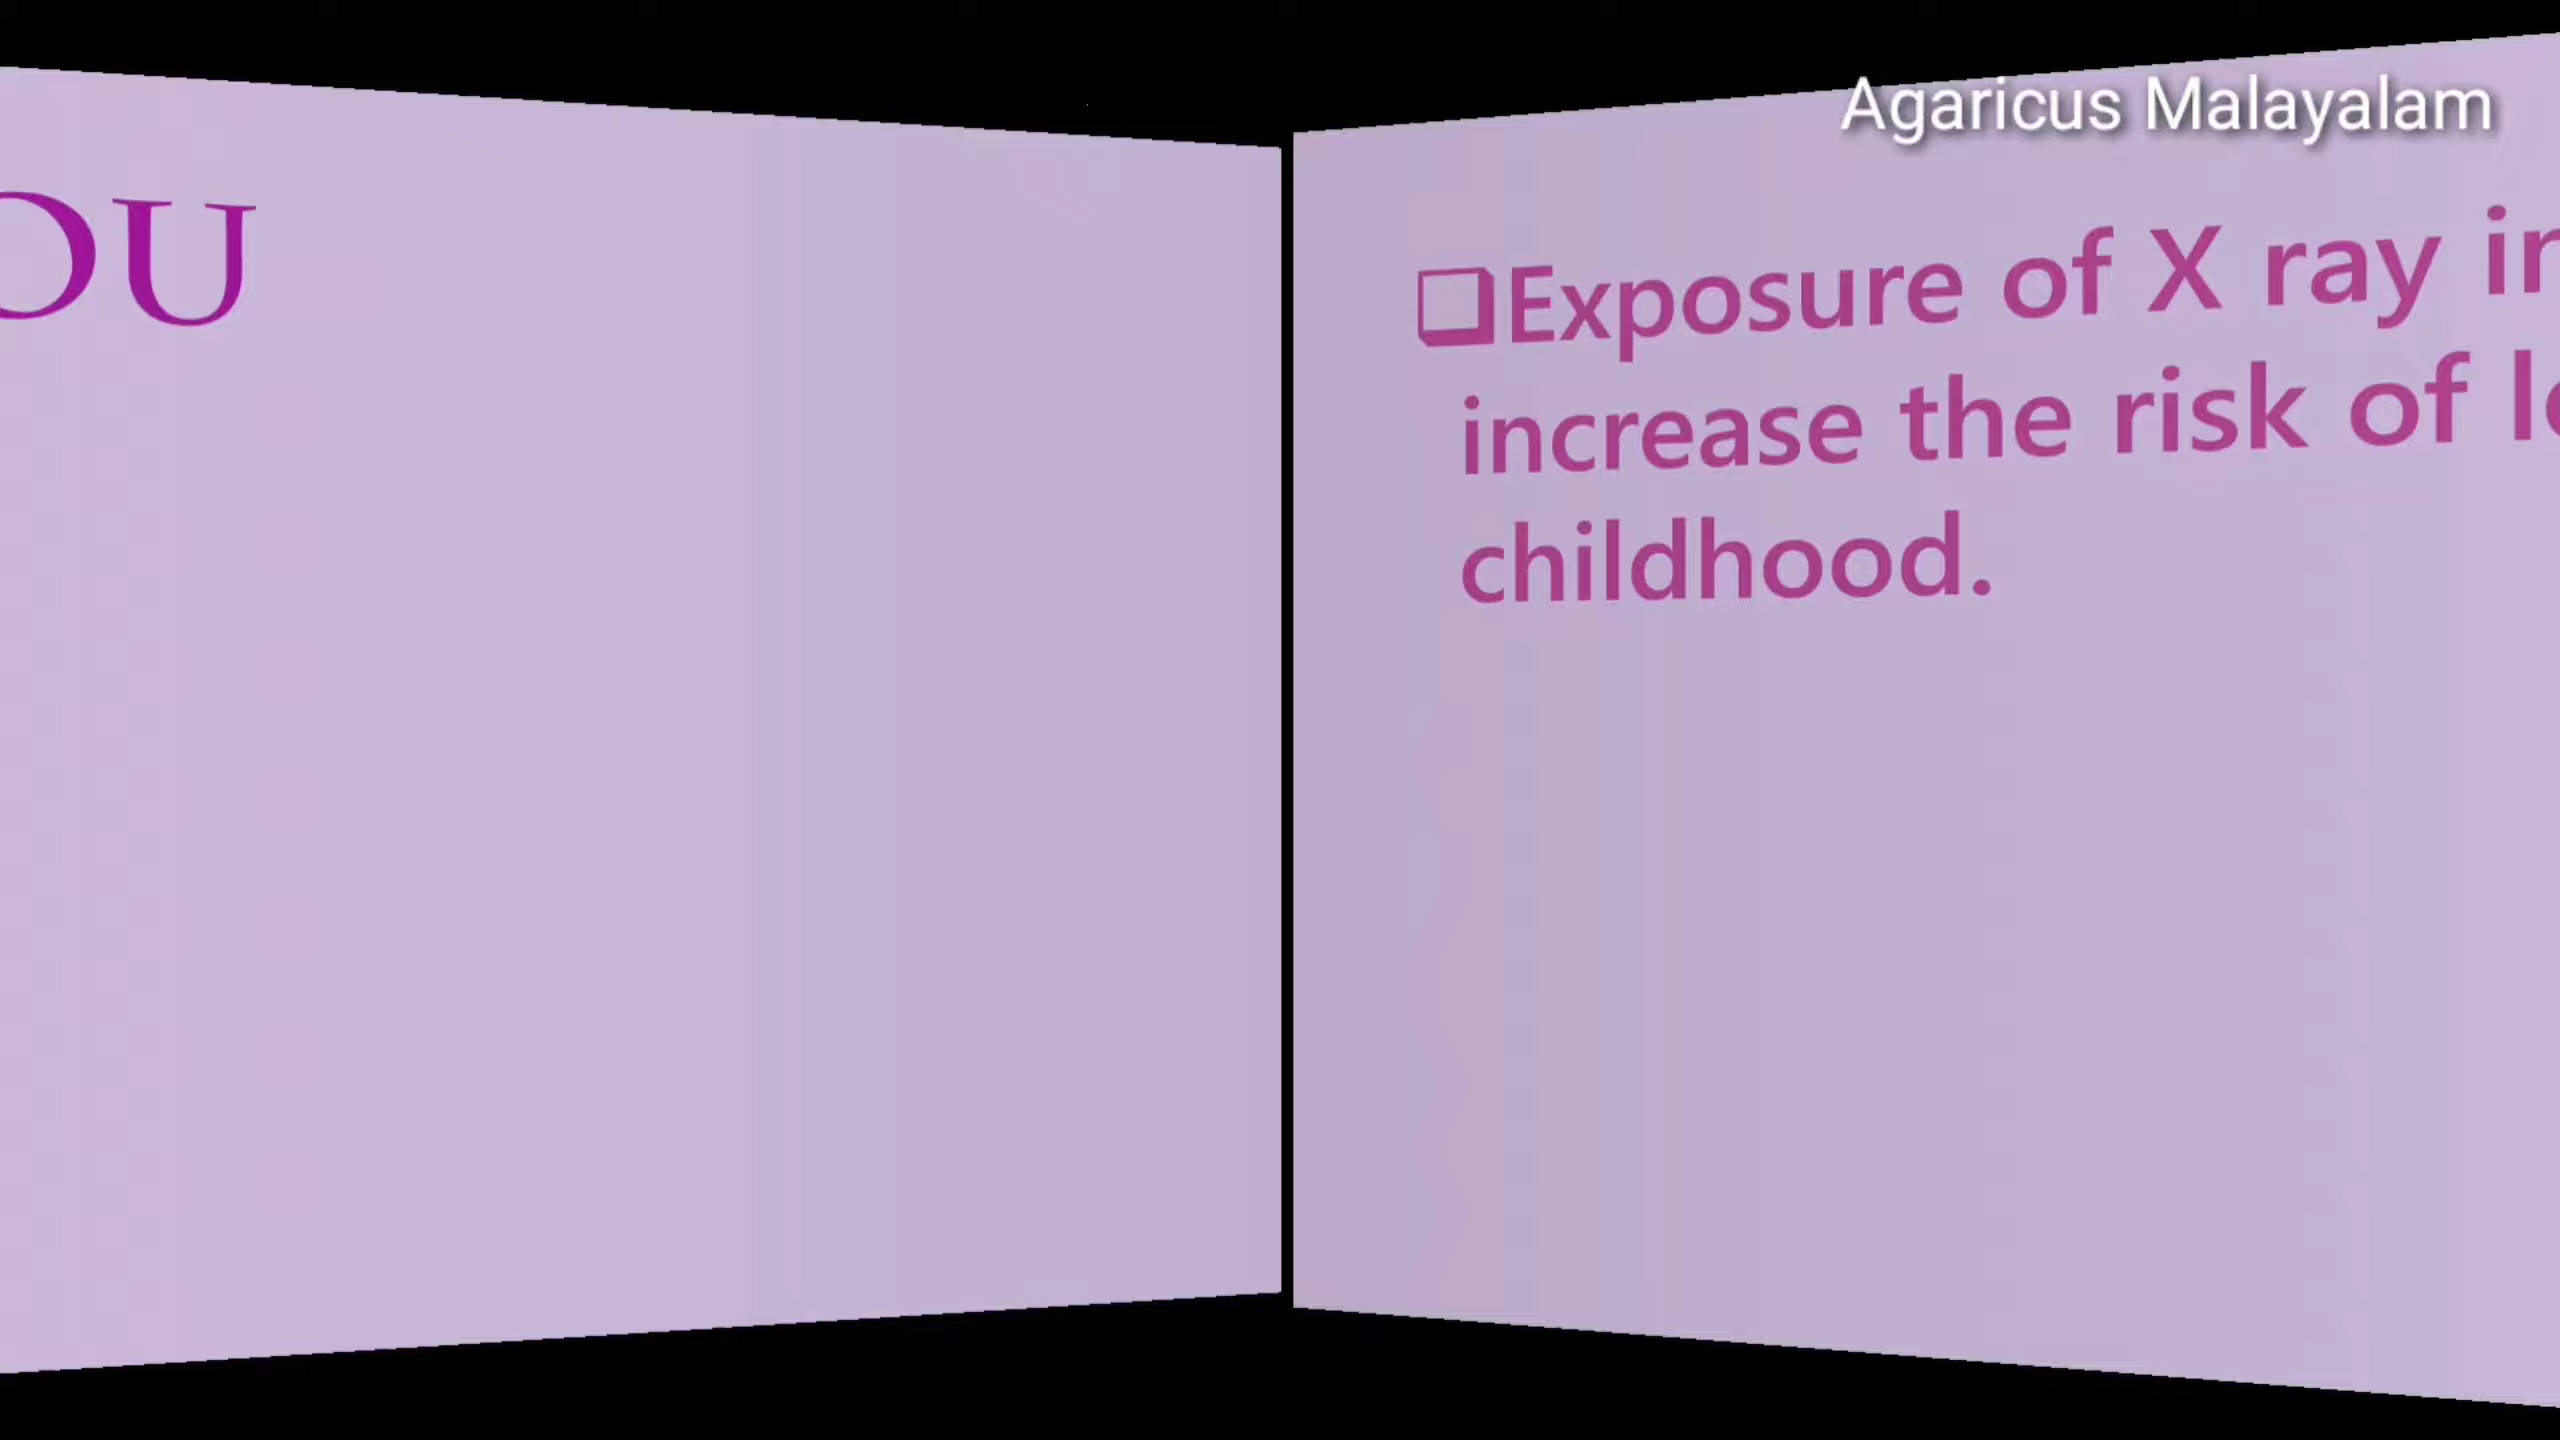 OU
Agaricus Malayalam
❑Exposure of X ray in
increase the risk of
childhood.